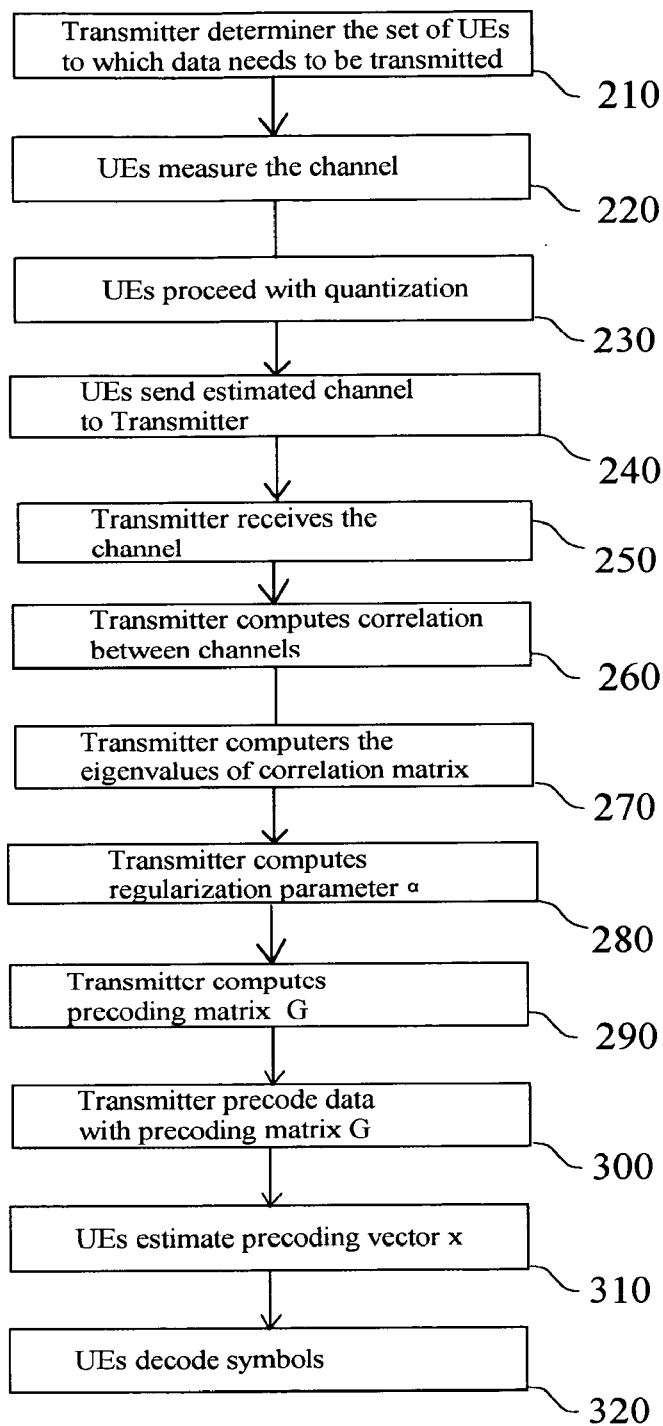 Transmitter determiner the set of UEs
to which data needs to be transmitted
210
UEs measure the channel
220
UEs proceed with quantization
230
UEs send estimated channel
to Transmitter
240
Transmitter receives the
channel
250
Transmitter computes correlation
between channels
260
Transmitter computers the
eigenvalues of correlation matrix
270
Transmitter computes
regularization parameter α
280
Transmitter computes
precoding matrix G
290
Transmitter precode data
with precoding matrix G
300
UEs estimate precoding vector x
310
UEs decode symbols
320